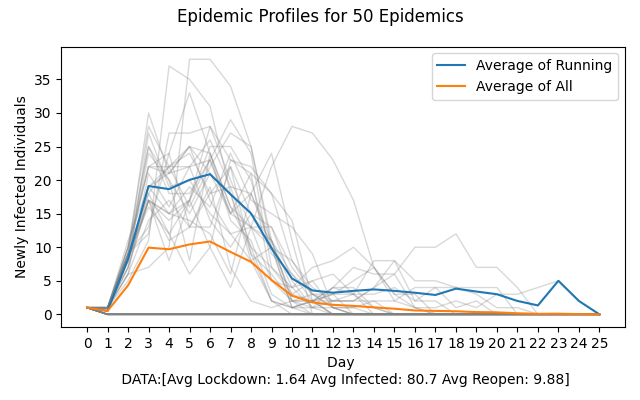 Epidemic Profiles for 50 Epidemics
Average of Running
Average of All
Newly Infected Individuals
35
30
25
20
15
10
5
0
0 1 2 3 4 5 6 7 8 9 10 11 12 13 14 15 16 17 18 19 20 21 22 23 24 25
Day
DATA:[Avg Lockdown: 1.64 Avg Infected: 80.7 Avg Reopen: 9.88]